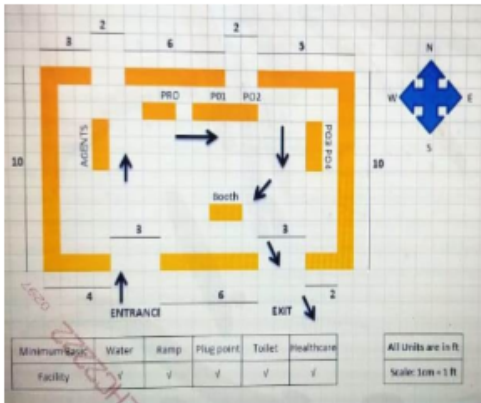 2 2
3 6 5
N
PRO PO1 PO2
W E
AGENTS
PO3 PO4
S
10 10
Booth
3 3
4 6 2
ENTRANCE EXIT
Minimum Basic Water Ramp Plug point Toilet Healthcare
Facility √ √ √ √ √
All Units are in ft
Scale: 1cm = 1 ft